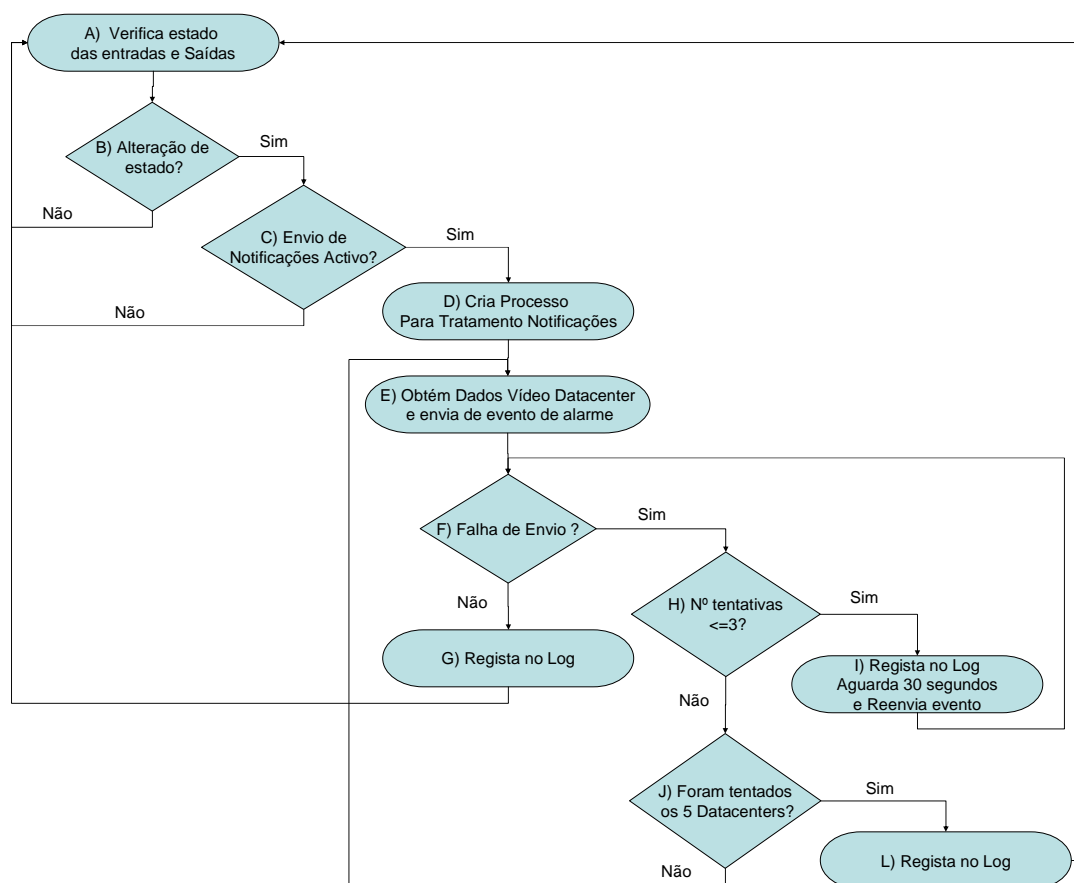 A) Verifica estado
das entradas e Saídas
B) Alteração de
estado?
Sim
Não
C) Envio de
Notificações Activo?
Sim
Não
D) Cria Processo
Para Tratamento Notificações
E) Obtém Dados Vídeo Datacenter
e envia de evento de alarme
F) Falha de Envio ?
Sim
Não
H) Nº tentativas
<=3?
Sim
G) Regista no Log
I) Regista no Log
Aguarda 30 segundos
e Reenvia evento
Não
J) Foram tentados
os 5 Datacenters?
Sim
L) Regista no Log
Não